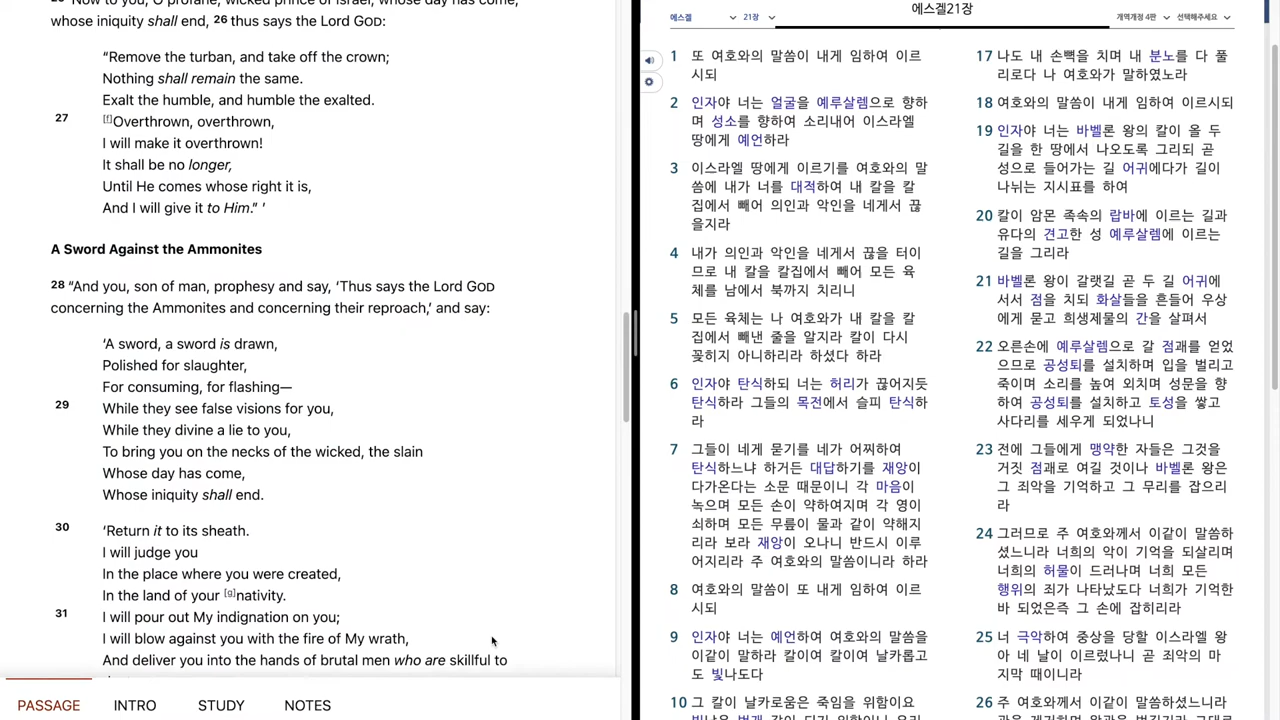 whose iniquity shall end, 26 thus says the Lord GOD:
“Remove the turban, and take off the crown;
Nothing shall remain the same.
Exalt the humble, and humble the exalted.
27 [f]Overthrown, overthrown,
I will make it overthrown!
It shall be no longer,
Until He comes whose right it is,
And I will give it to Him.” ’
A Sword Against the Ammonites
28 “And you, son of man, prophesy and say, ‘Thus says the Lord GOD
concerning the Ammonites and concerning their reproach,’ and say:
‘A sword, a sword is drawn,
Polished for slaughter,
For consuming, for flashing—
29 While they see false visions for you,
While they divine a lie to you,
To bring you on the necks of the wicked, the slain
Whose day has come,
Whose iniquity shall end.
30 ‘Return it to its sheath.
I will judge you
In the place where you were created,
In the land of your [g]nativity.
31 I will pour out My indignation on you;
I will blow against you with the fire of My wrath,
And deliver you into the hands of brutal men who are skillful to
PASSAGE INTRO STUDY NOTES
에스겔21장
에스겔 21장 개역개정 4판 선택해주세요
1 또 여호와의 말씀이 내게 임하여 이르
시되
2 인자야 너는 얼굴을 예루살렘으로 향하
며 성소를 향하여 소리내어 이스라엘
땅에게 예언하라
3 이스라엘 땅에게 이르기를 여호와의 말
씀에 내가 너를 대적하여 내 칼을 칼
집에서 빼어 의인과 악인을 네게서 끊
을지라
4 내가 의인과 악인을 네게서 끊을 터이
므로 내 칼을 칼집에서 빼어 모든 육
체를 남에서 북까지 치리니
5 모든 육체는 나 여호와가 내 칼을 칼
집에서 빼낸 줄을 알지라 칼이 다시
꽂히지 아니하리라 하셨다 하라
6 인자야 탄식하되 너는 허리가 끊어지듯
탄식하라 그들의 목전에서 슬피 탄식하
라
7 그들이 네게 묻기를 네가 어찌하여
탄식하느냐 하거든 대답하기를 재앙이
다가온다는 소문 때문이니 각 마음이
녹으며 모든 손이 약하여지며 각 영이
쇠하며 모든 무릎이 물과 같이 약해지
리라 보라 재앙이 오나니 반드시 이루
어지리라 주 여호와의 말씀이니라 하라
8 여호와의 말씀이 또 내게 임하여 이르
시되
9 인자야 너는 예언하여 여호와의 말씀을
이같이 말하라 칼이여 칼이여 날카롭고
도 빛나도다
10 그 칼이 날카로움은 죽임을 위함이요
17 나도 내 손뼉을 치며 내 분노를 다 풀
리로다 나 여호와가 말하였노라
18 여호와의 말씀이 내게 임하여 이르시되
19 인자야 너는 바벨론 왕의 칼이 올 두
길을 한 땅에서 나오도록 그리되 곧
성으로 들어가는 길 어귀에다가 길이
나뉘는 지시표를 하여
20 칼이 암몬 족속의 랍바에 이르는 길과
유다의 견고한 성 예루살렘에 이르는
길을 그리라
21 바벨론 왕이 갈랫길 곧 두 길 어귀에
서서 점을 치되 화살들을 흔들어 우상
에게 묻고 희생제물의 간을 살펴서
22 오른손에 예루살렘으로 갈 점괘를 얻었
으므로 공성퇴를 설치하며 입을 벌리고
죽이며 소리를 높여 외치며 성문을 향
하여 공성퇴를 설치하고 토성을 쌓고
사다리를 세우게 되었나니
23 전에 그들에게 맹약한 자들은 그것을
거짓 점괘로 여길 것이나 바벨론 왕은
그 죄악을 기억하고 그 무리를 잡으리
라
24 그러므로 주 여호와께서 이같이 말씀하
셨느니라 너희의 악이 기억을 되살리며
너희의 허물이 드러나며 너희 모든
행위의 죄가 나타났도다 너희가 기억한
바 되었은즉 그 손에 잡히리라
25 너 극악하여 중상을 당할 이스라엘 왕
아 네 날이 이르렀나니 곧 죄악의 마
지막 때이니라
26 주 여호와께서 이같이 말씀하셨느니라